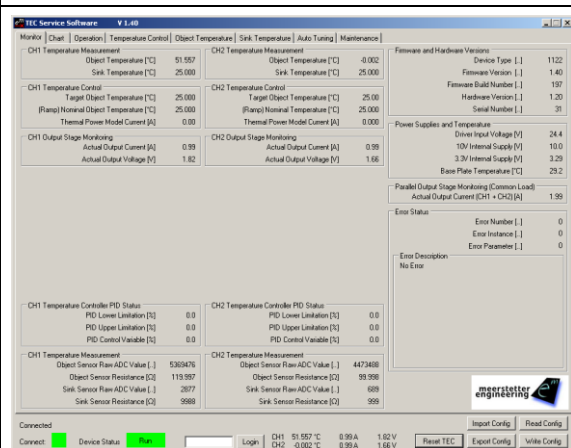 TEC Service Software V 1.40
Monitor Chart Operation Temperature Control Object Temperature Sink Temperature Auto Tuning Maintenance
CH1 Temperature Measurement
Object Temperature [°C] 51.557
Sink Temperature [°C] 25.000
CH1 Temperature Control
Target Object Temperature [°C] 25.000
(Ramp) Nominal Object Temperature [°C] 25.000
Thermal Power Model Current [A] 0.00
CH1 Output Stage Monitoring
Actual Output Current [A] 0.99
Actual Output Voltage [V] 1.82
CH1 Temperature Controller PID Status
PID Lower Limitation [%] 0.0
PID Upper Limitation [%] 0.0
PID Control Variable [%] 0.0
CH1 Temperature Measurement
Object Sensor Raw ADC Value [..] 5369476
Object Sensor Resistance [Ω] 119.997
Sink Sensor Raw ADC Value [..] 2877
Sink Sensor Resistance [Ω] 9988
CH2 Temperature Measurement
Object Temperature [°C] -0.002
Sink Temperature [°C] 25.000
CH2 Temperature Control
Target Object Temperature [°C] 25.00
(Ramp) Nominal Object Temperature [°C] 25.000
Thermal Power Model Current [A] 0.000
CH2 Output Stage Monitoring
Actual Output Current [A] 0.99
Actual Output Voltage [V] 1.66
CH2 Temperature Controller PID Status
PID Lower Limitation [%] 0.0
PID Upper Limitation [%] 0.0
PID Control Variable [%] 0.0
CH2 Temperature Measurement
Object Sensor Raw ADC Value [..] 4473488
Object Sensor Resistance [Ω] 99.998
Sink Sensor Raw ADC Value [..] 689
Sink Sensor Resistance [Ω] 999
Firmware and Hardware Versions
Device Type [..] 1122
Firmware Version [..] 1.40
Firmware Build Number [..] 197
Hardware Version [..] 1.20
Serial Number [..] 31
Power Supplies and Temperature
Driver Input Voltage [V] 24.4
10V Internal Supply [V] 10.0
3.3V Internal Supply [V] 3.29
Base Plate Temperature [°C] 29.2
Parallel Output Stage Monitoring (Common Load)
Actual Output Current (CH1 + CH2) [A] 1.99
Error Status
Error Number [..] 0
Error Instance [..] 0
Error Parameter [..] 0
Error Description
No Error
meerstetter
engineering
Connected
Import Config Read Config
Connect Device Status Run Login CH1 51.557 °C 0.99 A 1.82 V
CH2 -0.002 °C 0.99 A 1.66 V
Reset TEC Export Config Write Config